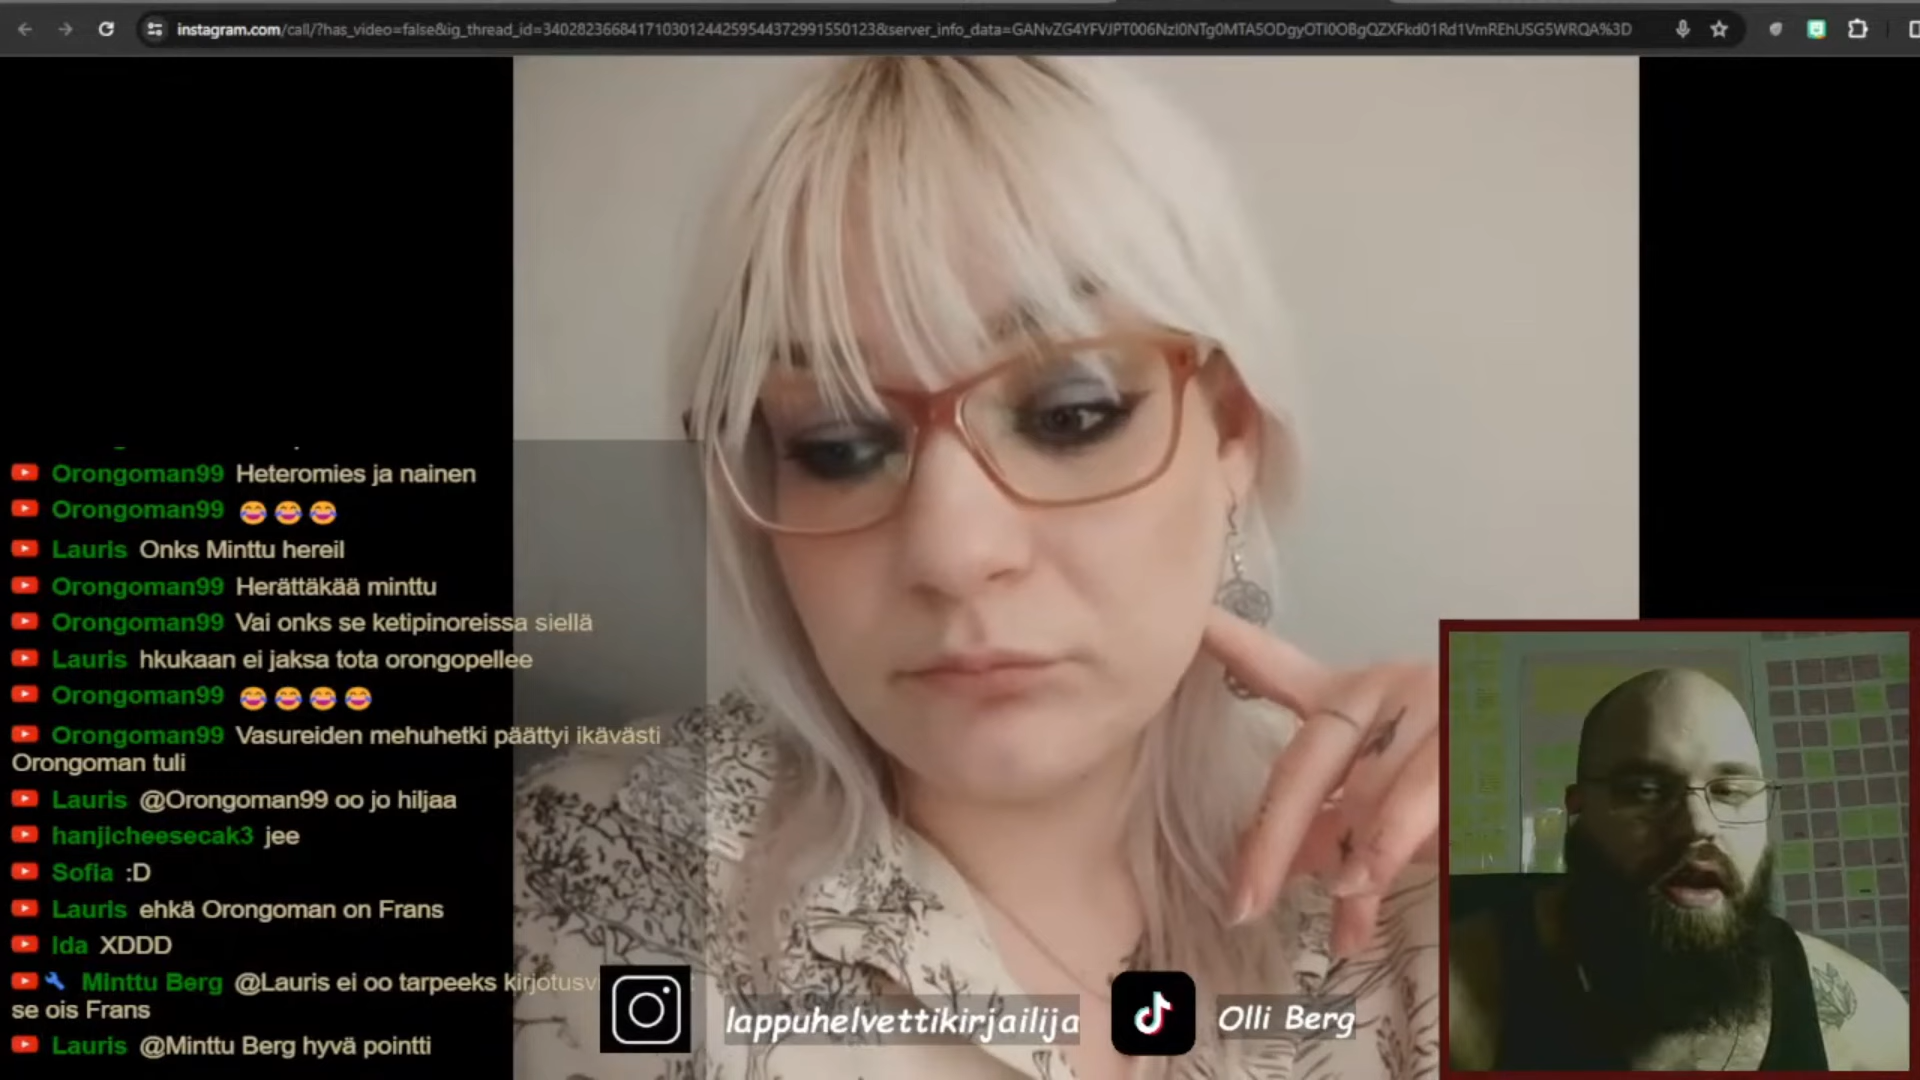 instagram.com/call/?has_video=false&ig_thread_id=340282366841710301244259544372991550123&server_info_data=GANvZG4YFVJPT006NzI0NTg0MTA5ODgyOTI0OBgQZXFkd01Rd1VmREhUSG5WRQA%3D
Orongoman99 Heteromies ja nainen
Orongoman99 😂😂😂
Lauris Onks Minttu hereil
Orongoman99 Herättäkää minttu
Orongoman99 Vai onks se ketipinoreissa siellä
Lauris hkukaan ei jaksa tota orongopellee
Orongoman99 😂😂😂😂
Orongoman99 Vasureiden mehuhetki päättyi ikävästi
Orongoman tuli
Lauris @Orongoman99 oo jo hiljaa
hanjicheesecak3 jee
Sofia :D
Lauris ehkä Orongoman on Frans
Ida XDDD
Minttu Berg @Lauris ei oo tarpeeks
se ois Frans
Lauris @Minttu Berg hyvä pointti
lappuhelvettikirjailija
Olli Berg